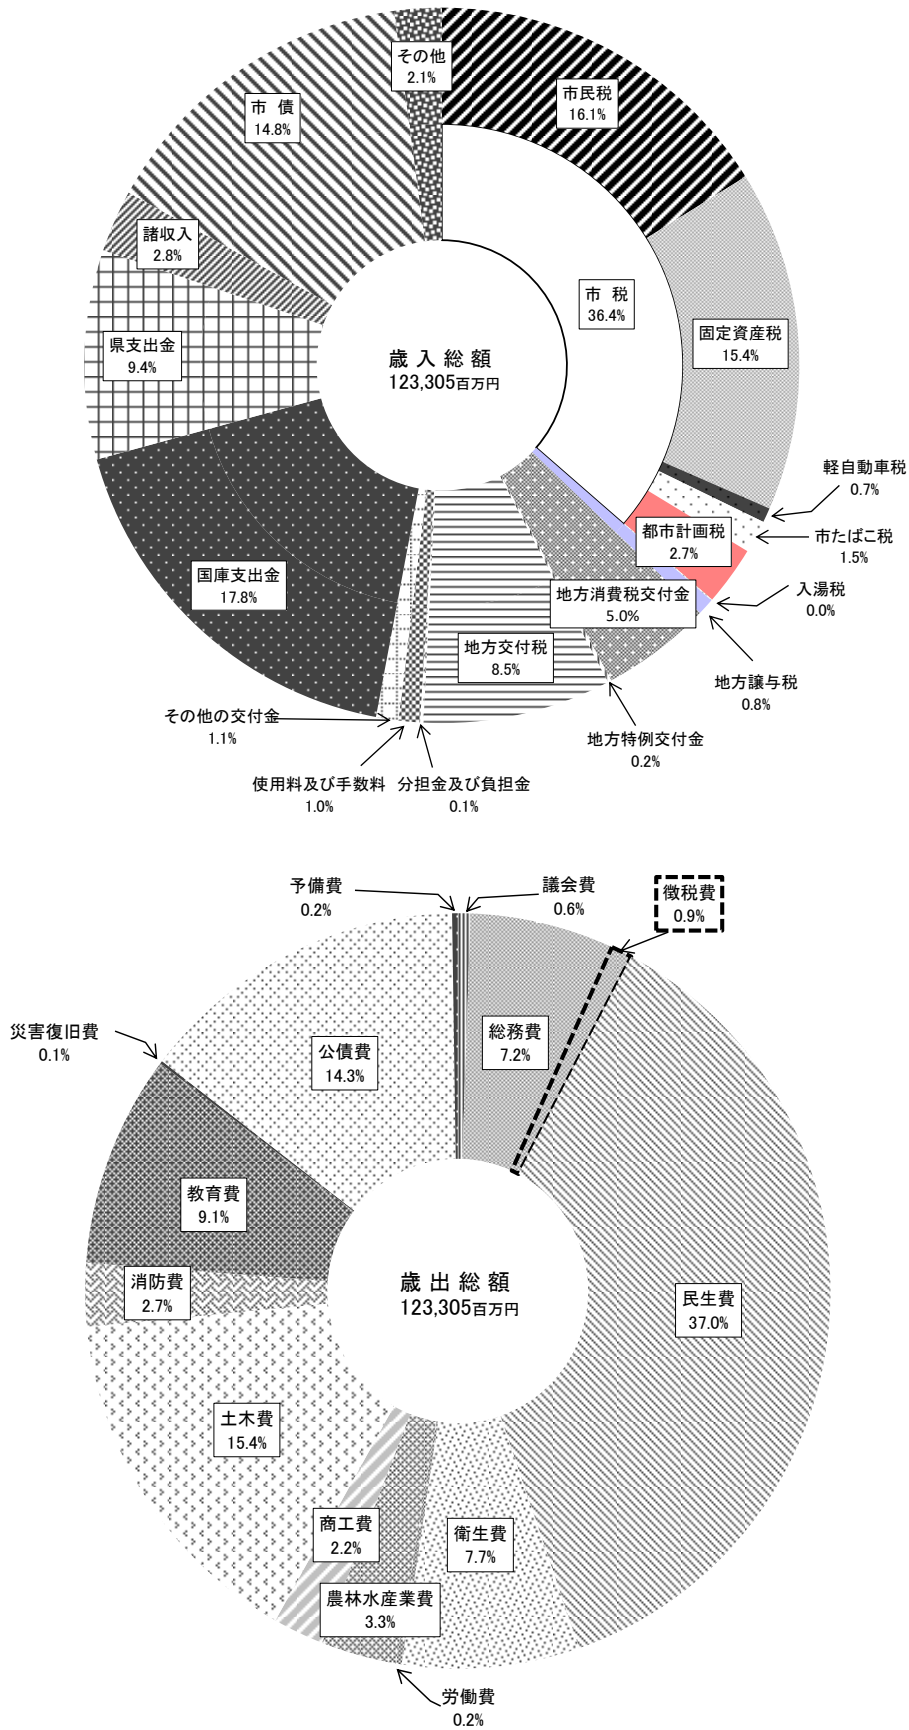 その他
2.1%
市民税
16.1%
市 債
14.8%
諸収入
2.8%
市 税
36.4%
県支出金
9.4%
固定資産税
15.4%
歳 入 総 額
123,305百万円
軽自動車税
0.7%
都市計画税
2.7%
市たばこ税
1.5%
国庫支出金
17.8%
地方消費税交付金
5.0%
入湯税
0.0%
地方交付税
8.5%
地方譲与税
0.8%
その他の交付金
1.1%
地方特例交付金
0.2%
使用料及び手数料
1.0%
分担金及び負担金
0.1%
予備費
0.2%
議会費
0.6%
徴税費
0.9%
災害復旧費
0.1%
公債費
14.3%
総務費
7.2%
教育費
9.1%
消防費
2.7%
歳 出 総 額
123,305百万円
民生費
37.0%
土木費
15.4%
商工費
2.2%
衛生費
7.7%
農林水産業費
3.3%
労働費
0.2%